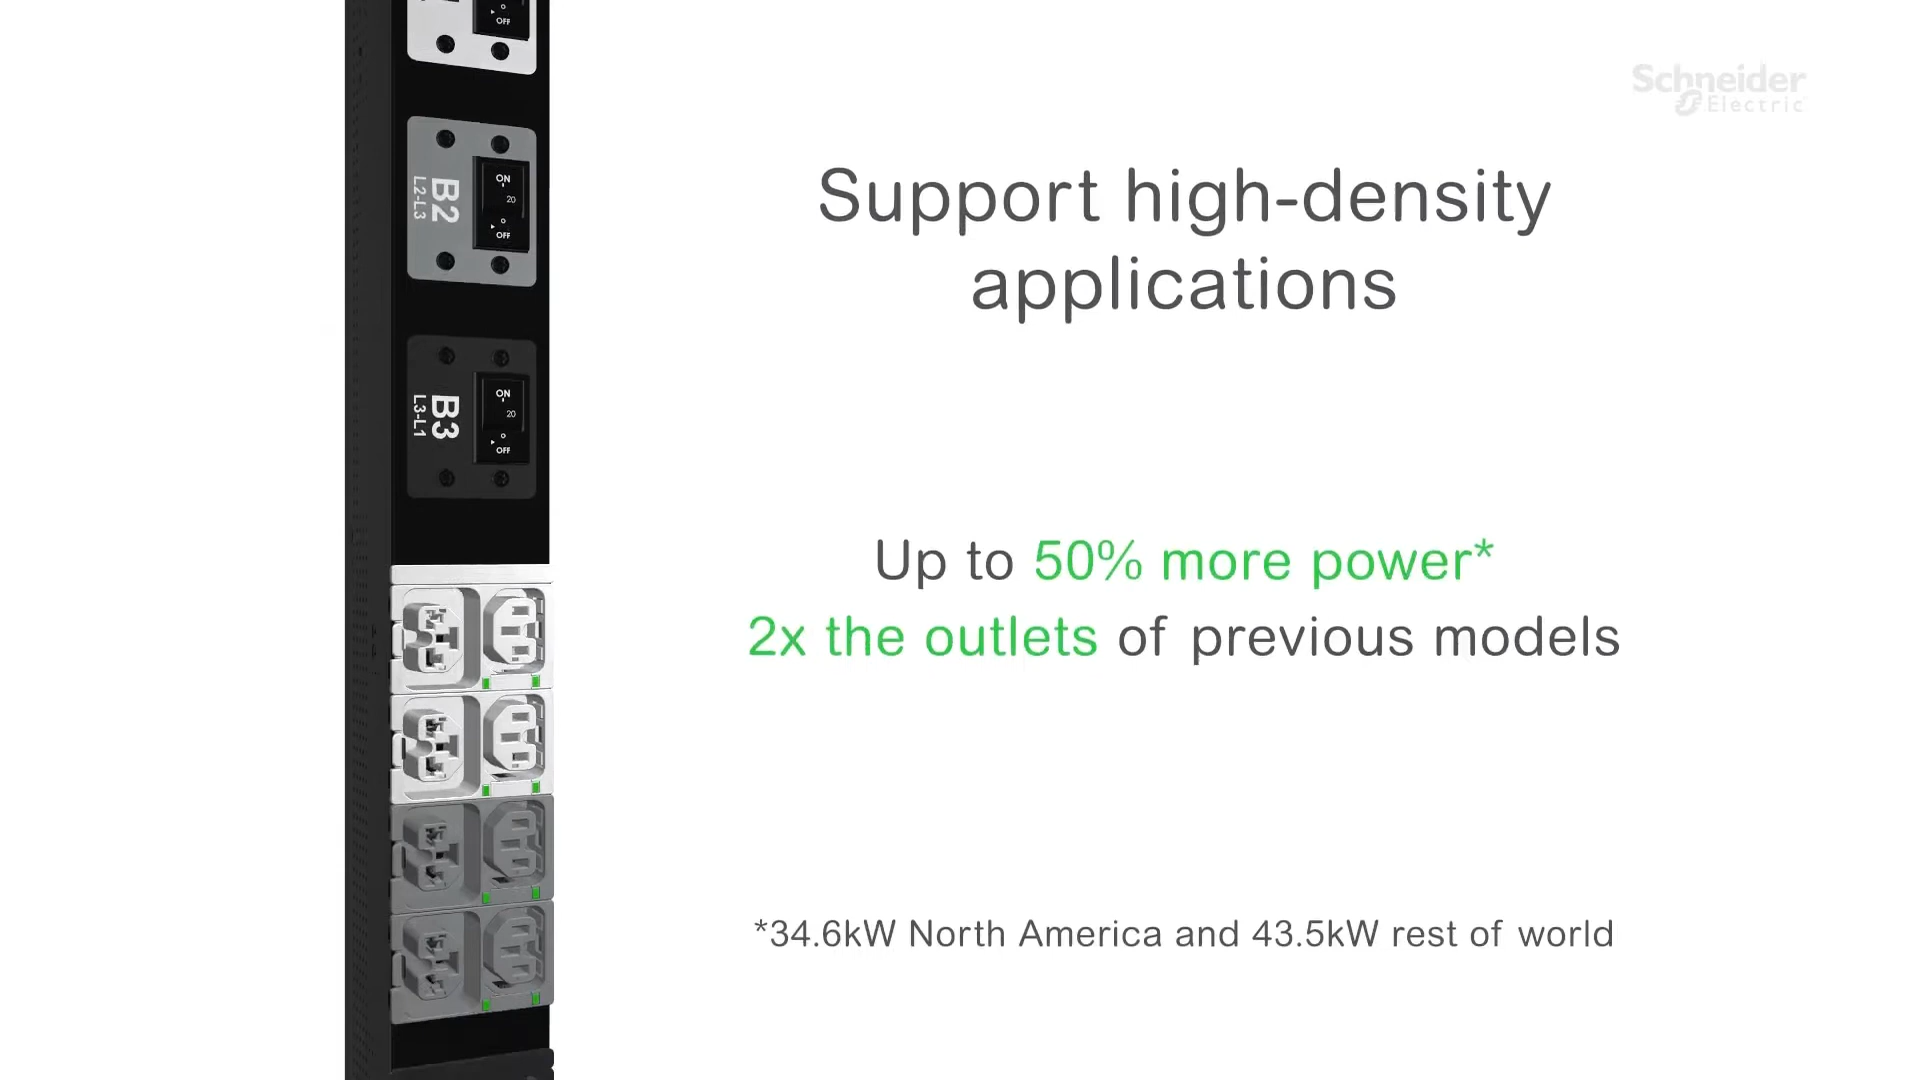 OFF
Schneider
Electric
Support high-density
applications
ON
20
OFF
B2
L2-L3
ON
20
OFF
B3
L3-L1
Up to 50% more power*
2x the outlets of previous models
*34.6kW North America and 43.5kW rest of world